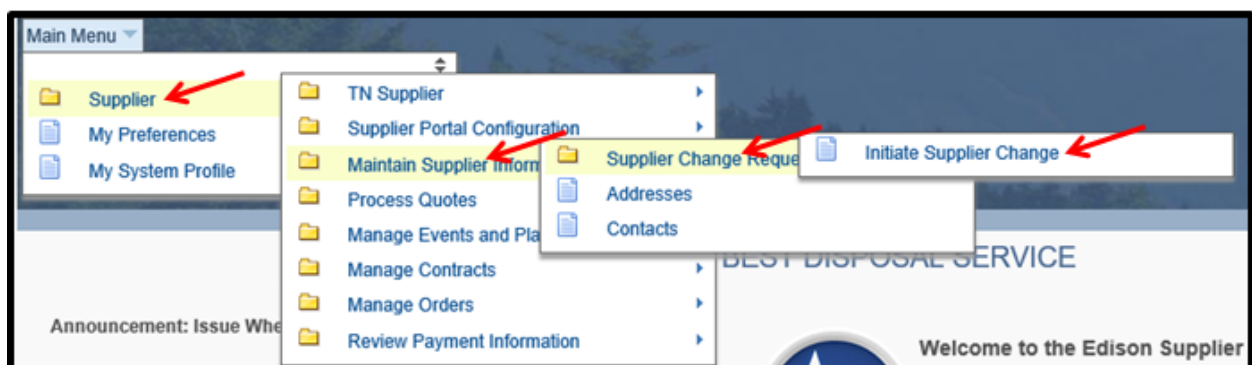 Main Menu
Supplier
My Preferences
My System Profile
TN Supplier
Supplier Portal Configuration
Maintain Supplier Inform
Process Quotes
Manage Events and Pla
Manage Contracts
Manage Orders
Review Payment Information
Supplier Change Reque
Addresses
Contacts
Initiate Supplier Change
BEST DISPOSAL SERVICE
Announcement: Issue Whe
Welcome to the Edison Supplier